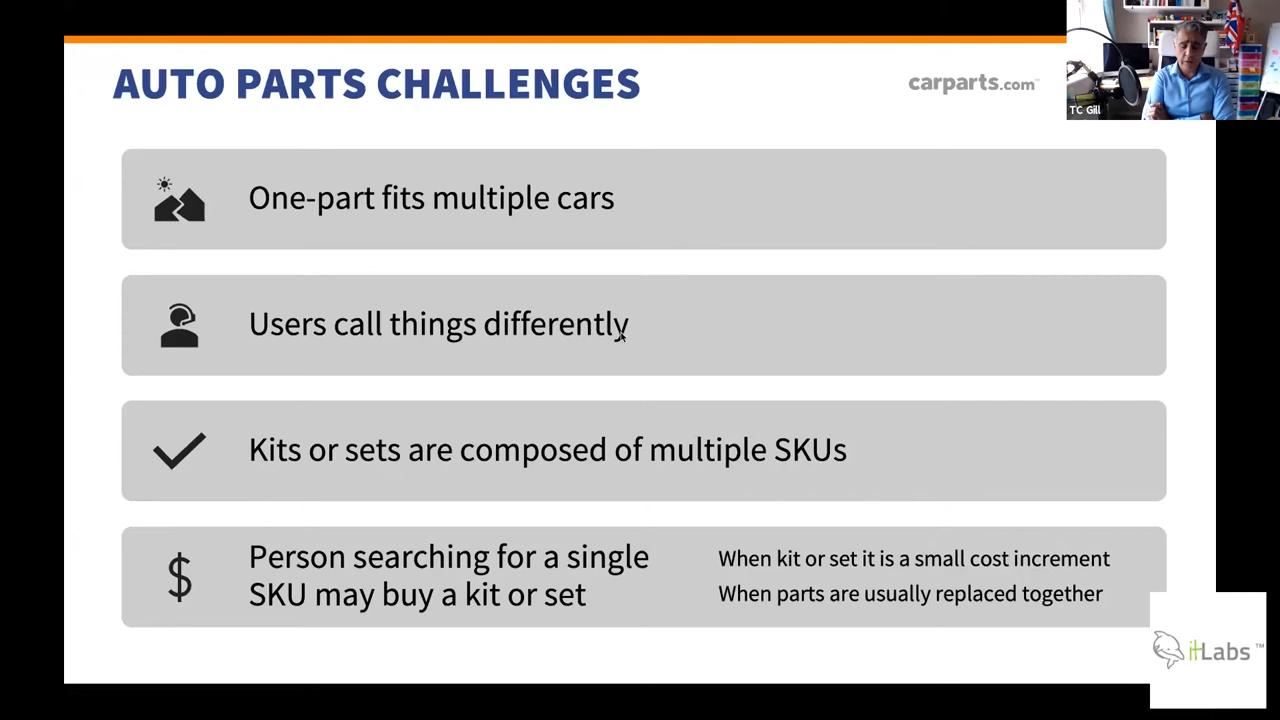 AUTO PARTS CHALLENGES
carparts.com™
TC Gill
One-part fits multiple cars
Users call things differently
Kits or sets are composed of multiple SKUs
$
Person searching for a single
SKU may buy a kit or set
When kit or set it is a small cost increment
When parts are usually replaced together
itLabs™